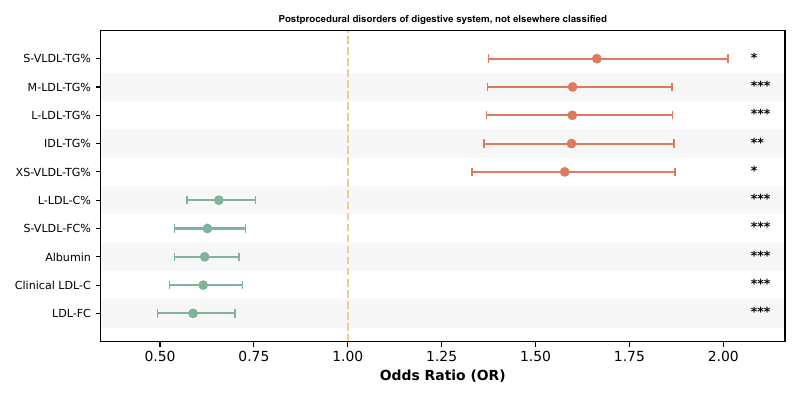 Postprocedural disorders of digestive system, not elsewhere classified
S-VLDL-TG% *
M-LDL-TG% ***
L-LDL-TG% ***
IDL-TG% **
XS-VLDL-TG% *
L-LDL-C% ***
S-VLDL-FC% ***
Albumin ***
Clinical LDL-C ***
LDL-FC ***
0.50 0.75 1.00 1.25 1.50 1.75 2.00
Odds Ratio (OR)